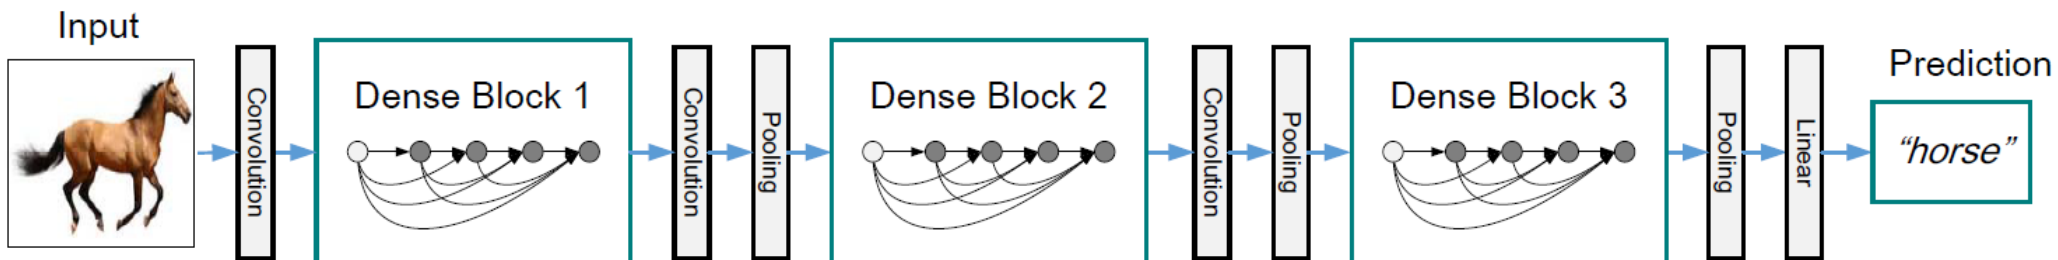 Input
Convolution
Dense Block 1
Convolution
Pooling
Dense Block 2
Convolution
Pooling
Dense Block 3
Pooling
Linear
Prediction
“horse”